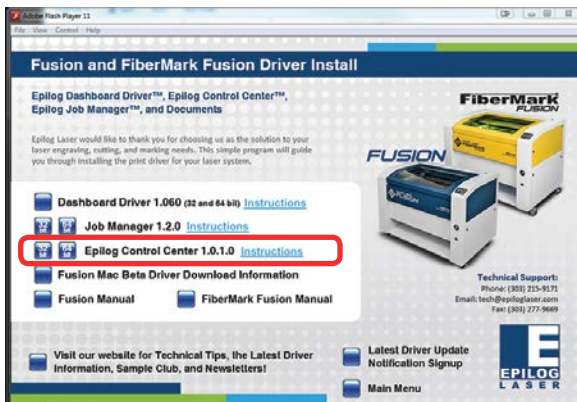 Adobe Flash Player 11
File View Control Help
Fusion and FiberMark Fusion Driver Install
Epilog Dashboard Driver™, Epilog Control Center™,
Epilog Job Manager™, and Documents
Epilog Laser would like to thank you for choosing us as the solution to your
laser engraving, cutting, and marking needs. This simple program will guide
you through installing the print driver for your laser system.
FiberMark
FUSION
FUSION
Dashboard Driver 1.060 (32 and 64 bit) Instructions
32 64 Job Manager 1.2.0 Instructions
32 64 Epilog Control Center 1.0.1.0 Instructions
Fusion Mac Beta Driver Download Information
Fusion Manual FiberMark Fusion Manual
Technical Support:
Phone: (303) 215-9171
Email: tech@epiloglaser.com
Fax: (303) 277-9669
Visit our website for Technical Tips, the Latest Driver
Information, Sample Club, and Newsletters!
Latest Driver Update
Notification Signup
Main Menu
EPILOG
LASER